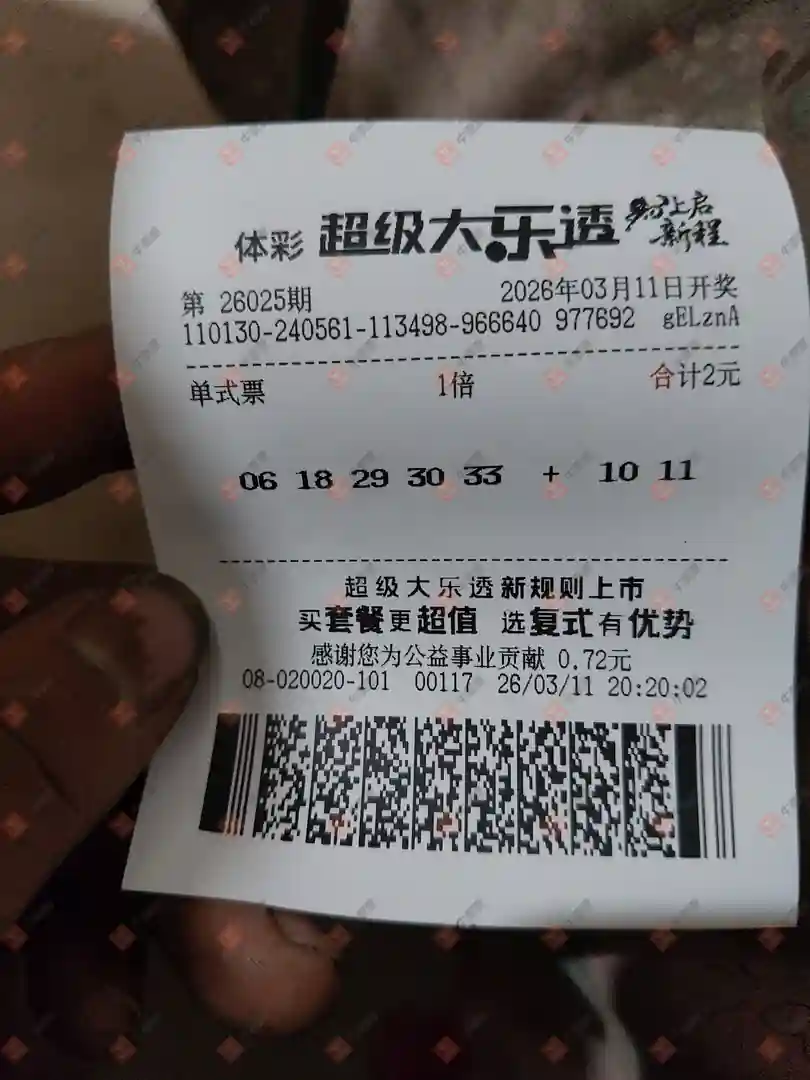 体彩 超级大乐透 马上启新程
第 26025期 2026年03月11日开奖
110130-240561-113498-966640 977692 gELznA
单式票 1倍 合计2元
06 18 29 30 33 + 10 11
超级大乐透新规则上市
买套餐更超值 选复式有优势
感谢您为公益事业贡献 0.72元
08-020020-101 00117 26/03/11 20:20:02